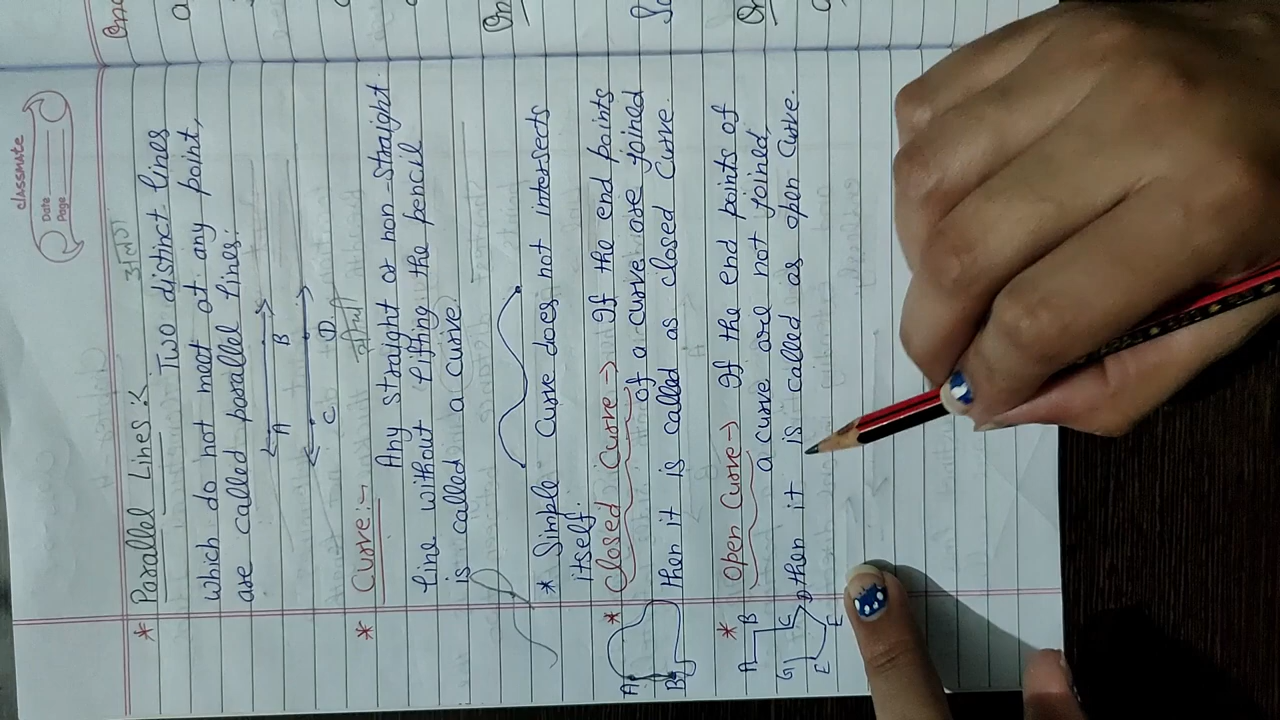 classmate
Date
Page
अलग
* Parallel Lines :-
Two distinct lines
which do not meet at any point,
are called parallel lines.
A B
C D
* Curve:-
Any straight or non-straight
line without lifting the pencil
is called a curve.
* Simple Curve does not intersects
itself.
* Closed Curve→ If the end points
of a curve are joined
then it is called as closed curve.
A
B
* Open Curve→ If the end points of
a curve are not joined,
then it is called as open curve.
A B
G C D
E E